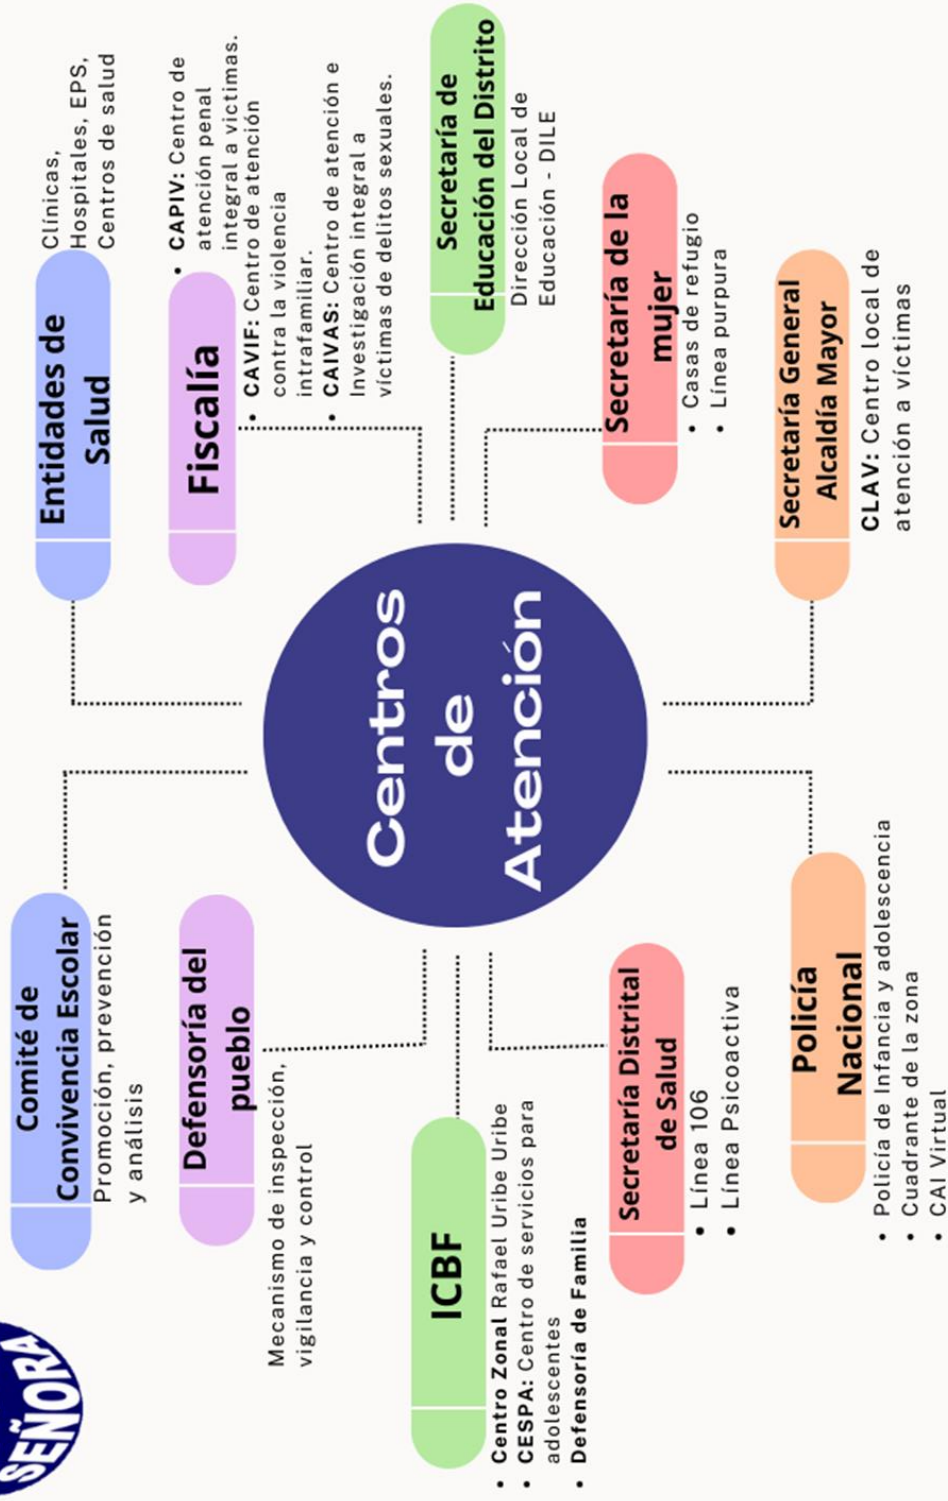 SEÑORA
Comité de
Convivencia Escolar
Promoción, prevención
y análisis
Defensoría del
pueblo
Mecanismo de inspección,
vigilancia y control
ICBF
• Centro Zonal Rafael Uribe Uribe
• CESPA: Centro de servicios para
adolescentes
• Defensoría de Familia
Secretaría Distrital
de Salud
• Línea 106
• Línea Psicoactiva
Policía
Nacional
• Policía de Infancia y adolescencia
• Cuadrante de la zona
• CAI Virtual
Centros
de
Atención
Entidades de
Salud
Clínicas,
Hospitales, EPS,
Centros de salud
Fiscalía
• CAPIV: Centro de
atención penal
integral a victimas.
• CAVIF: Centro de atención
contra la violencia
intrafamiliar.
• CAIVAS: Centro de atención e
Investigación integral a
víctimas de delitos sexuales.
Secretaría de
Educación del Distrito
Dirección Local de
Educación - DILE
Secretaría de la
mujer
• Casas de refugio
• Línea purpura
Secretaría General
Alcaldía Mayor
CLAV: Centro local de
atención a víctimas